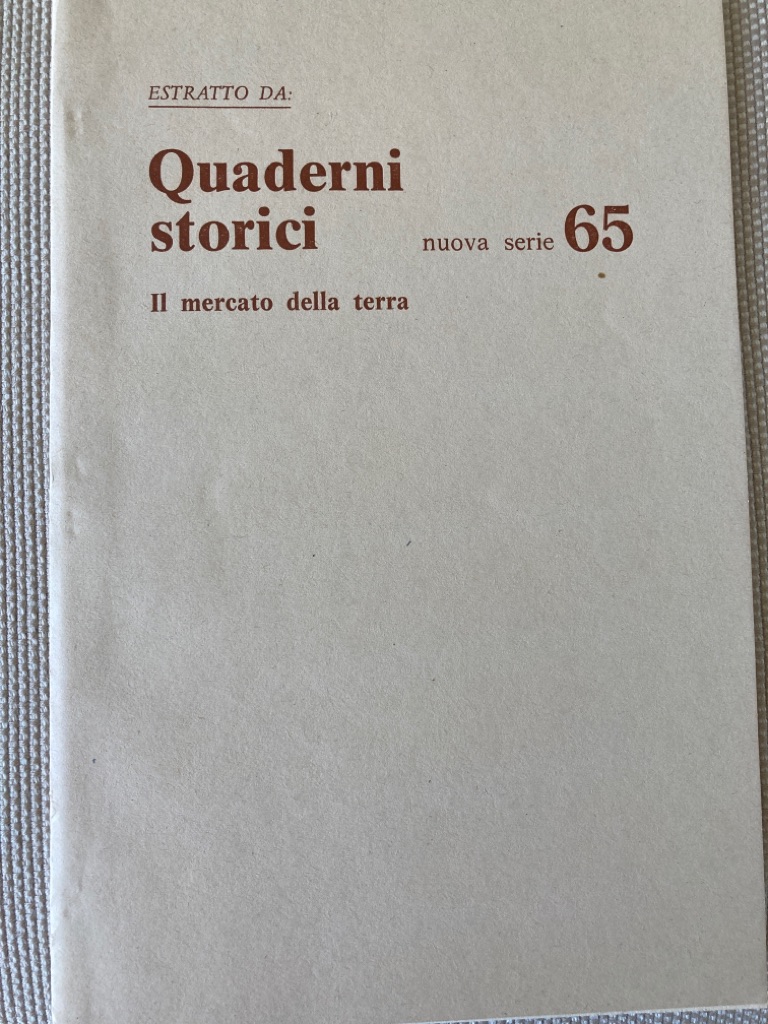 ESTRATTO DA:
Quaderni
storici nuova serie 65
Il mercato della terra